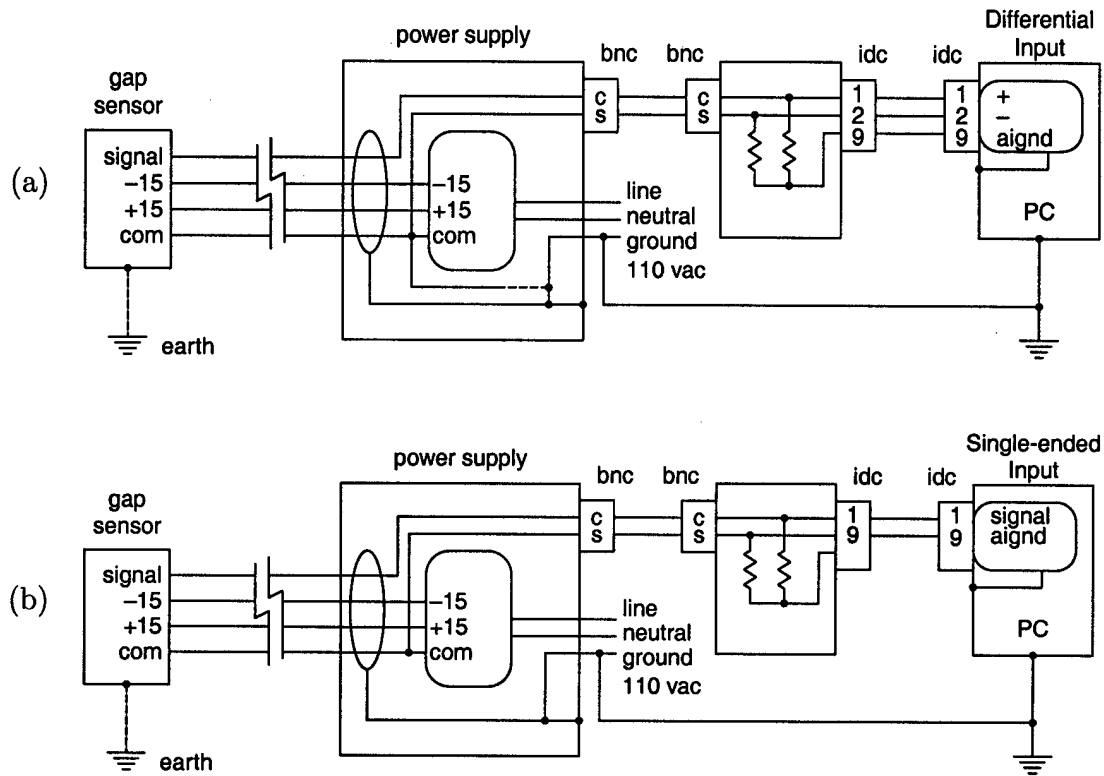 (a)
gap
sensor
signal
−15
+15
com
earth
power supply
−15
+15
com
line
neutral
ground
110 vac
bnc
c
s
bnc
c
s
idc
1
2
9
idc
1
2
9
Differential
Input
+
−
aignd
PC
(b)
gap
sensor
signal
−15
+15
com
earth
power supply
−15
+15
com
line
neutral
ground
110 vac
bnc
c
s
bnc
c
s
idc
1
9
idc
1
9
Single-ended
Input
signal
aignd
PC